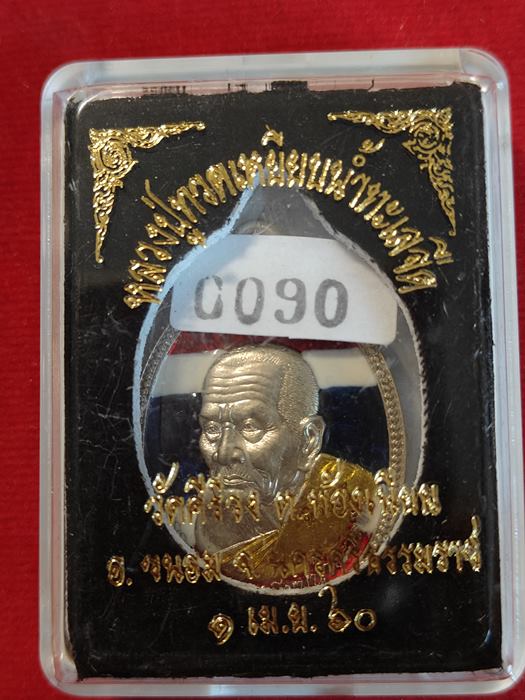 หลวงปู่ทวดเหยียบน้ำทะเลจืด
0090
วัดศิริวง ต. ท้องเนียน
อ. ขนอม จ. นครศรีธรรมราช
๑ เม.ย. ๖๐